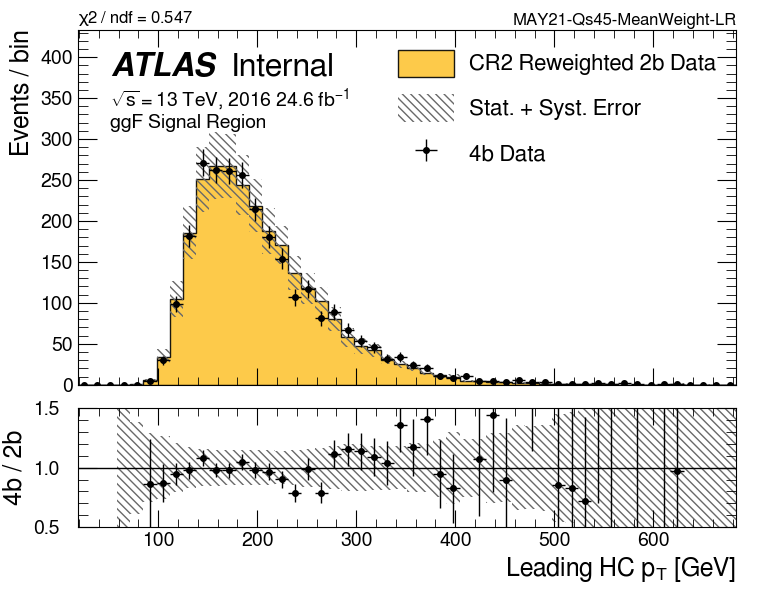 χ2 / ndf = 0.547
MAY21-Qs45-MeanWeight-LR
Events / bin
400
350
300
250
200
150
100
50
0
ATLAS Internal
√s = 13 TeV, 2016 24.6 fb−1
ggF Signal Region
CR2 Reweighted 2b Data
Stat. + Syst. Error
4b Data
4b / 2b
1.5
1.0
0.5
100 200 300 400 500 600
Leading HC pT [GeV]